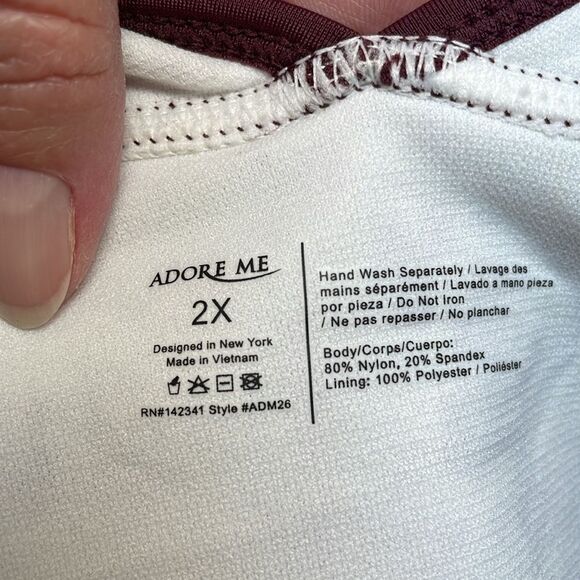 ADORE ME
2X
Designed in New York
Made in Vietnam
RN#142341 Style #ADM26
Hand Wash Separately / Lavage des
mains séparément / Lavado a mano pieza
por pieza / Do Not Iron
/ Ne pas repasser / No planchar
Body/Corps/Cuerpo:
80% Nylon, 20% Spandex
Lining: 100% Polyester / Poliéster